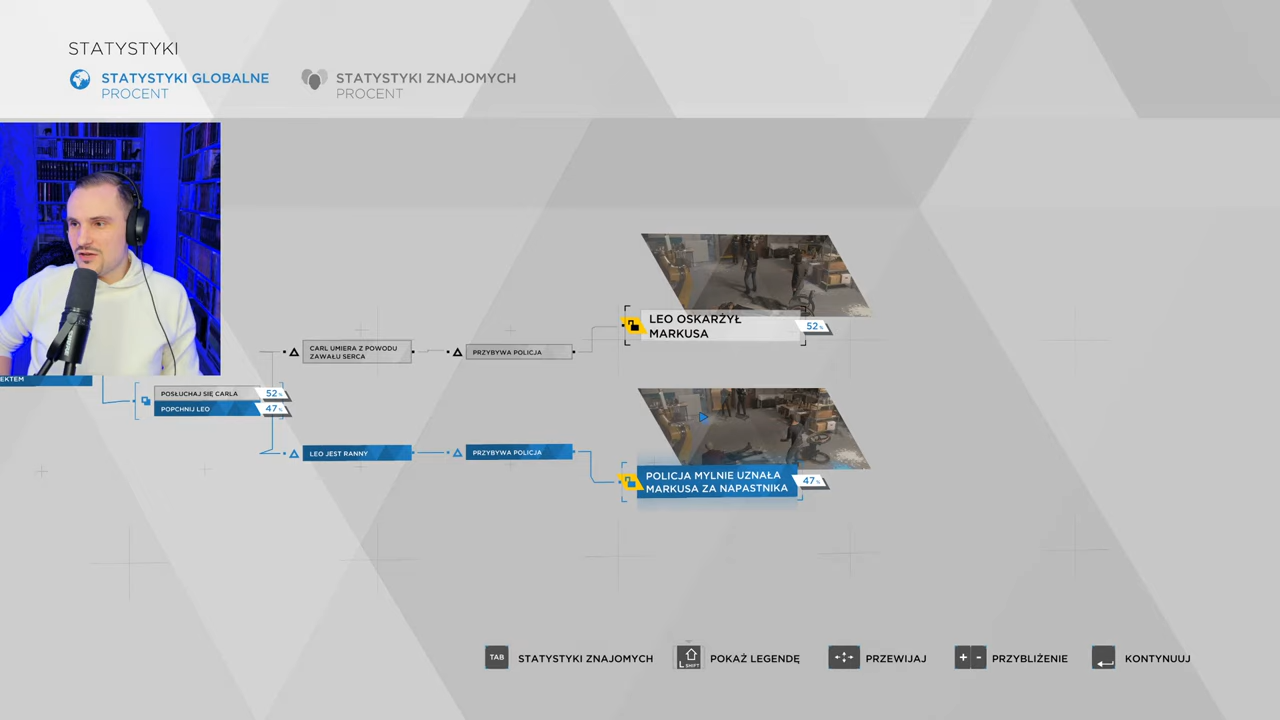 STATYSTYKI
STATYSTYKI GLOBALNE
PROCENT
STATYSTYKI ZNAJOMYCH
PROCENT
LEO OSKARŻYŁ
MARKUSA
52%
CARL UMIERA Z POWODU
ZAWAŁU SERCA
PRZYBYWA POLICJA
EKTEM
POSŁUCHAJ SIĘ CARLA
52%
POPCHNIJ LEO
47%
LEO JEST RANNY
PRZYBYWA POLICJA
POLICJA MYLNIE UZNAŁA
MARKUSA ZA NAPASTNIKA
47%
TAB
STATYSTYKI ZNAJOMYCH
L SHIFT
POKAŻ LEGENDĘ
PRZEWIJAJ
+ -
PRZYBLIŻENIE
KONTYNUUJ